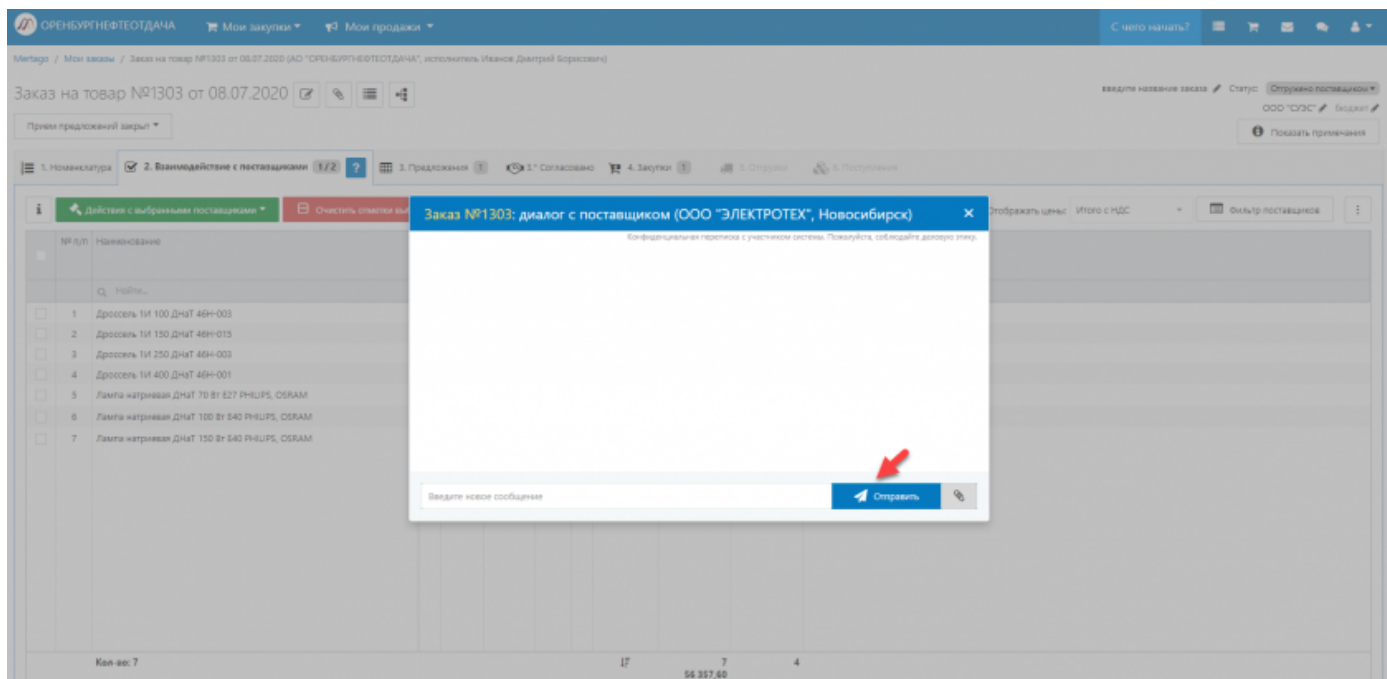 ОРЕНБУРГНЕФТЕОТДАЧА Мои закупки Мои продажи С чего начать?
Mertago / Мои заказы / Заказ на товар №1303 от 08.07.2020 (АО "ОРЕНБУРГНЕФТЕОТДАЧА", исполнитель Иванов Дмитрий Борисович)
Заказ на товар №1303 от 08.07.2020
введите название заказа Статус: Отгружено поставщиком
ООО "СУЭС" бюджет
Прием предложений закрыт
Показать примечания
1. Номенклатура 2. Взаимодействие с поставщиками 1/2 ? 3. Предложения 1 3.* Согласовано 4. Закупки 1 5. Отгрузки 6. Поступления
i Действия с выбранными поставщиками Очистить отметки вы
Отображать цены: Итого с НДС Фильтр поставщиков
Заказ №1303: диалог с поставщиком (ООО "ЭЛЕКТРОТЕХ", Новосибирск) ×
Конфиденциальная переписка с участником системы. Пожалуйста, соблюдайте деловую этику.
№ п/п Наименование
Найти...
1 Дроссель 1И 100 ДНаТ 46Н-003
2 Дроссель 1И 150 ДНаТ 46Н-015
3 Дроссель 1И 250 ДНаТ 46Н-003
4 Дроссель 1И 400 ДНаТ 46Н-001
5 Лампа натриевая ДНаТ 70 Вт Е27 PHILIPS, OSRAM
6 Лампа натриевая ДНаТ 100 Вт Е40 PHILIPS, OSRAM
7 Лампа натриевая ДНаТ 150 Вт Е40 PHILIPS, OSRAM
Введите новое сообщение Отправить
Кол-во: 7 7 4
56 357,60